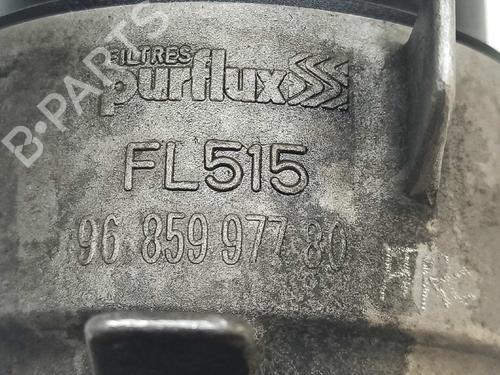 FILTRES
purflux
FL515
96 859 977 80
B-PARTS